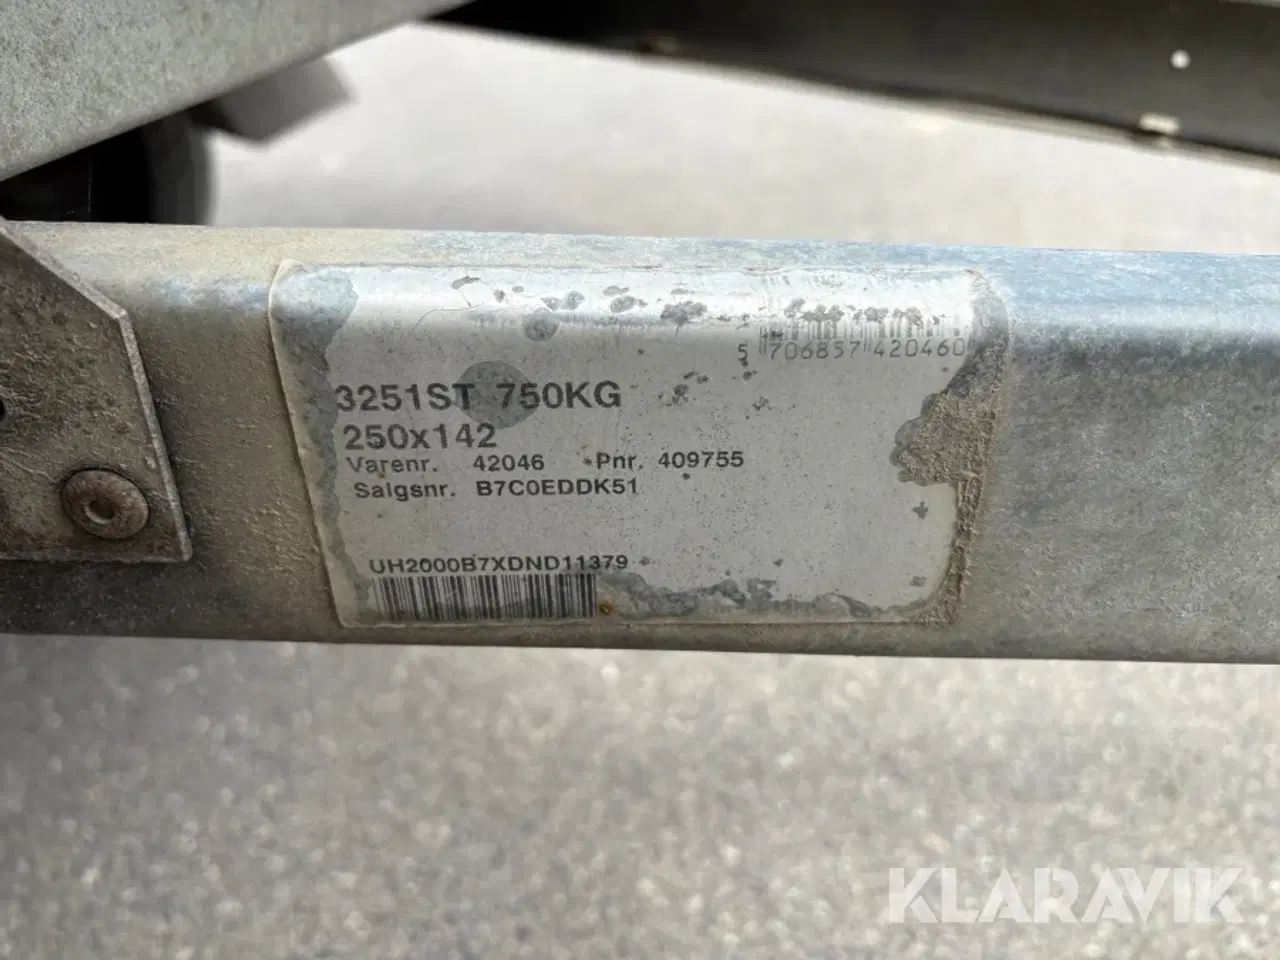 5 706857 420460
3251ST 750KG
250x142
Varenr. 42046 Pnr. 409755
Salgsnr. B7C0EDDK51
UH2000B7XDND11379
KLARAVIK